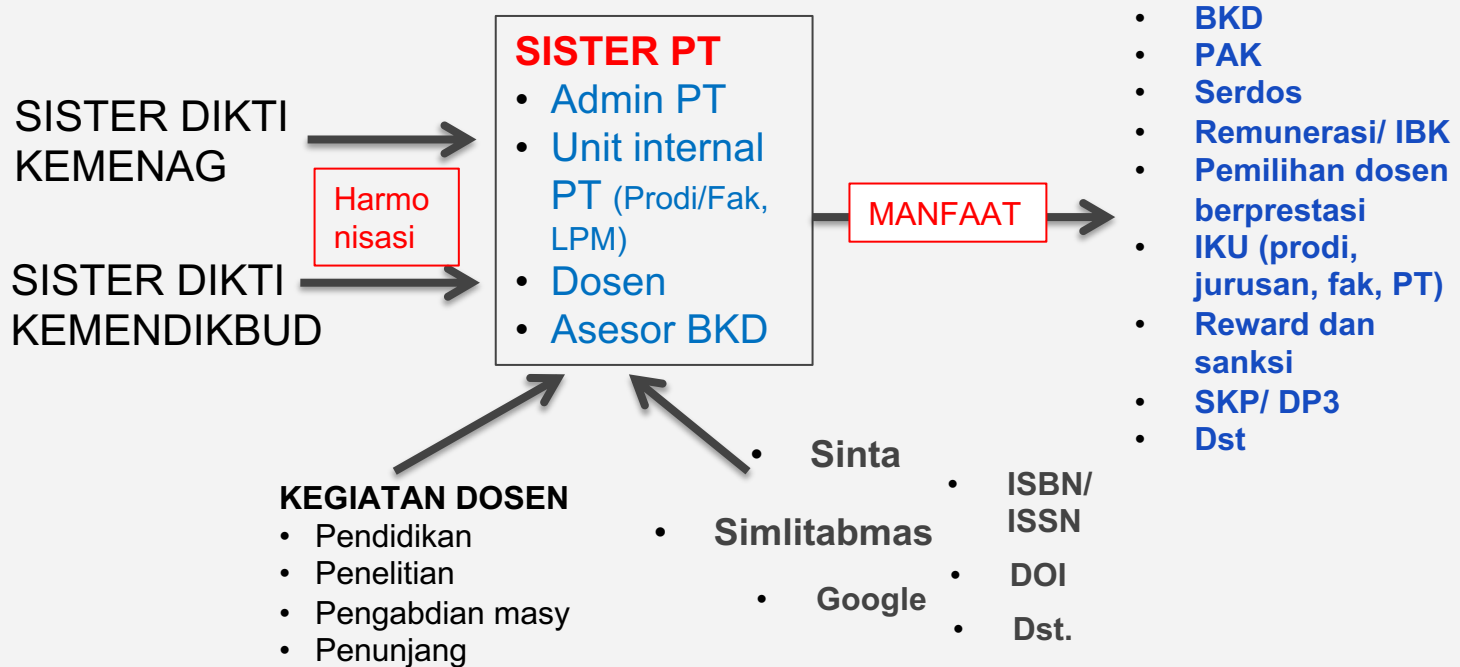 SISTER DIKTI
KEMENAG
Harmo
nisasi
SISTER DIKTI
KEMENDIKBUD
SISTER PT
• Admin PT
• Unit internal
PT (Prodi/Fak,
LPM)
• Dosen
• Asesor BKD
MANFAAT
• BKD
• PAK
• Serdos
• Remunerasi/ IBK
• Pemilihan dosen
berprestasi
• IKU (prodi,
jurusan, fak, PT)
• Reward dan
sanksi
• SKP/ DP3
• Dst
KEGIATAN DOSEN
• Pendidikan
• Penelitian
• Pengabdian masy
• Penunjang
• Sinta
• Simlitabmas
• Google
• ISBN/
ISSN
• DOI
• Dst.